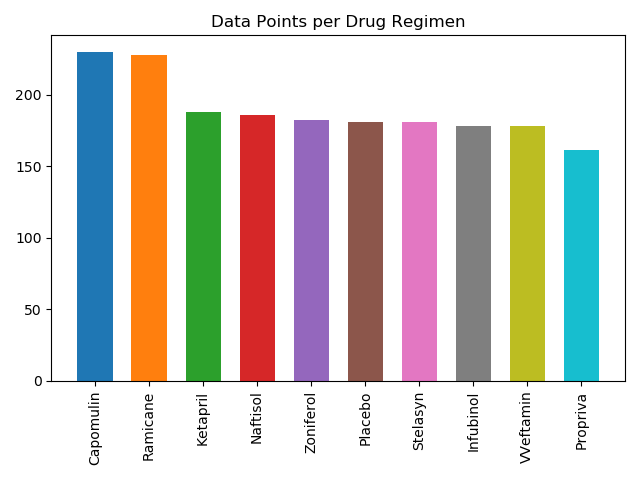 Data Points per Drug Regimen
200
150
100
50
0
Capomulin
Ramicane
Ketapril
Naftisol
Zoniferol
Placebo
Stelasyn
Infubinol
VVeftamin
Propriva